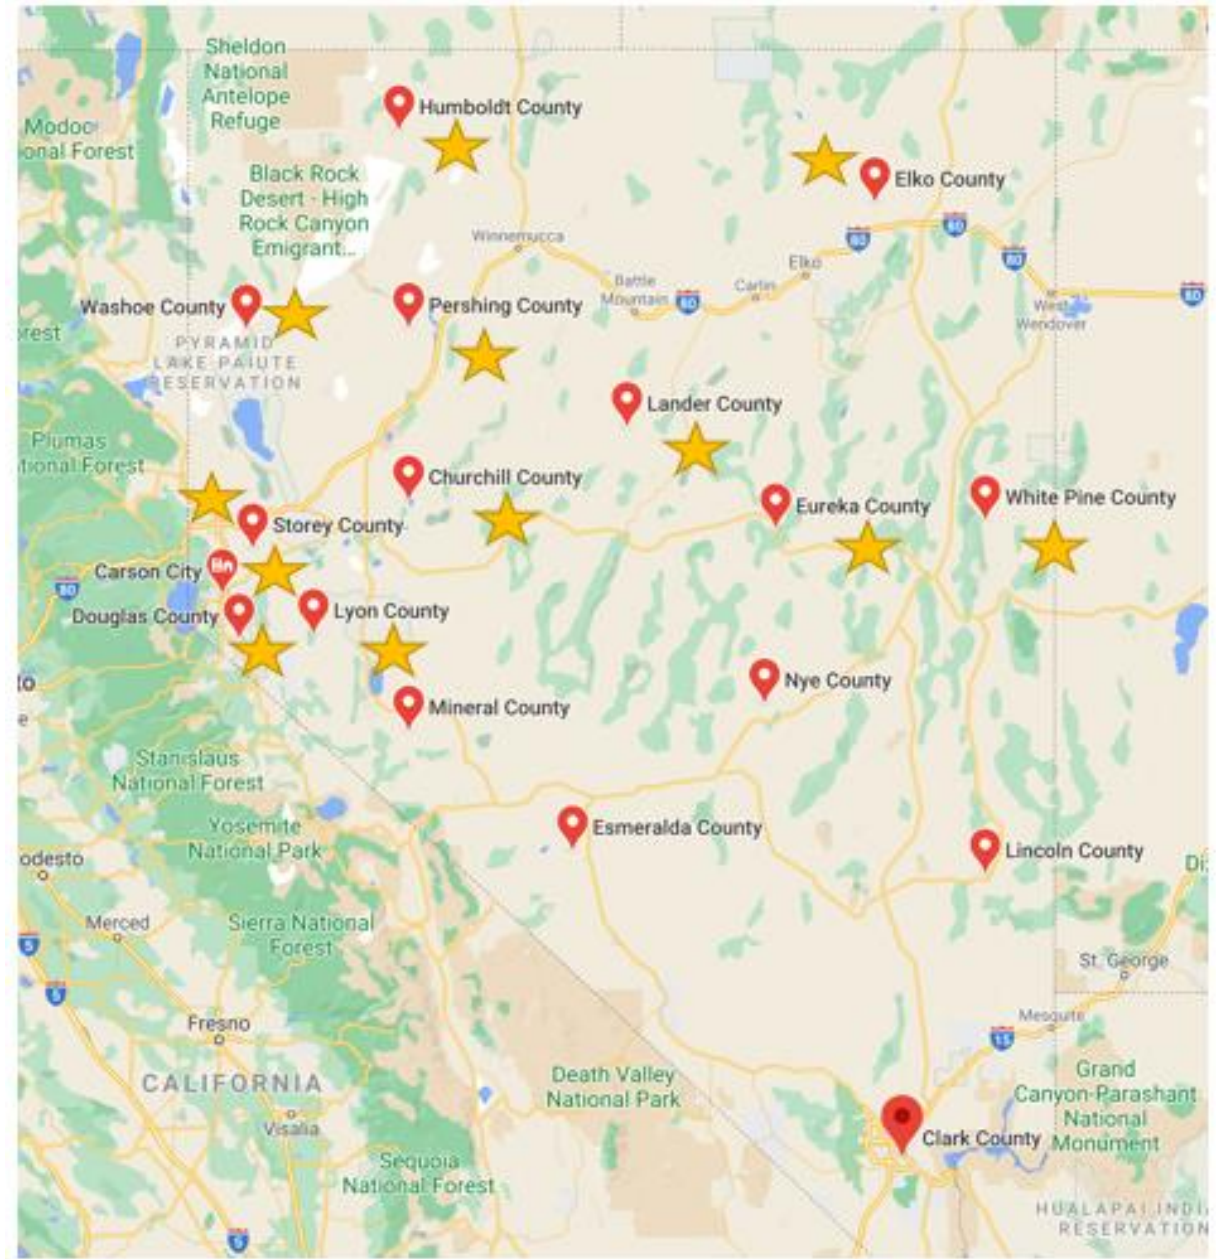 Sheldon
National
Antelope
Refuge
Humboldt County
Modoc
onal Forest
Black Rock
Desert - High
Rock Canyon
Emigrant...
Elko County
80
80
80
Winnemucca
Elko
Battle
Mountain
80
Carlin
80
West
Wendover
Washoe County
Pershing County
rest
PYRAMID
LAKE PAIUTE
RESERVATION
Lander County
Plumas
tional Forest
Churchill County
Eureka County
White Pine County
Storey County
Carson City
80
Douglas County
Lyon County
to
e
Nye County
Mineral County
Stanislaus
National Forest
Yosemite
National Park
Esmeralda County
Lincoln County
odesto
Di
Merced
Sierra National
Forest
5
5
St. George
Fresno
Mesquite
15
CALIFORNIA
Visalia
Death Valley
National Park
Grand
Canyon-Parashant
National
Monument
Clark County
Sequoia
National Forest
5
HUALAPAI INDI
RESERVATION